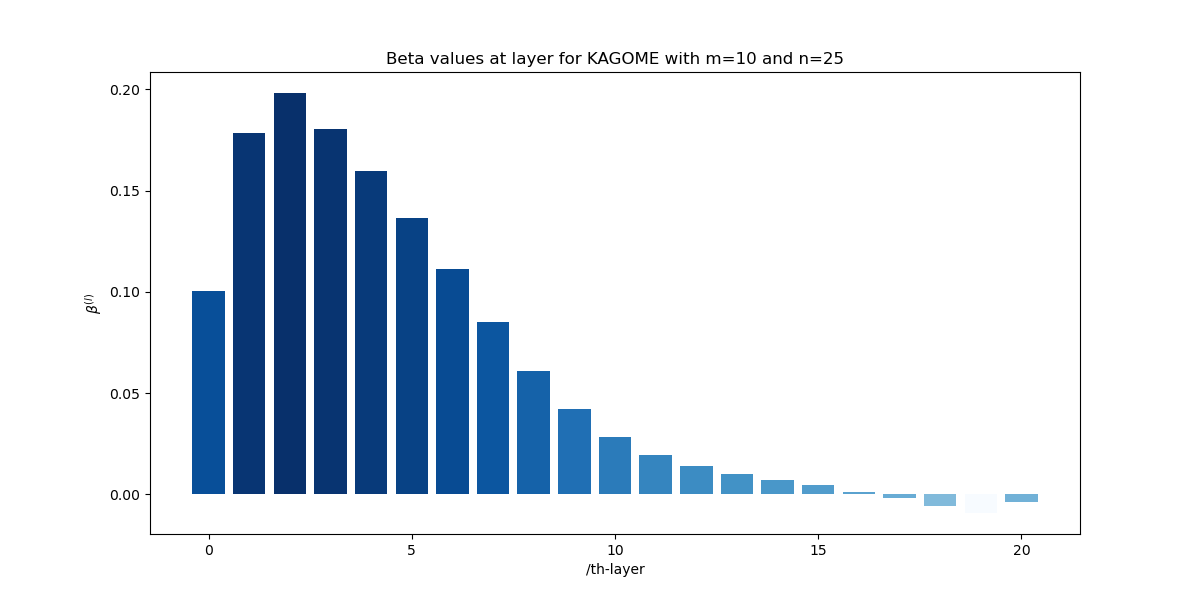 Beta values at layer for KAGOME with m=10 and n=25
0.20
0.15
0.10
0.05
0.00
β⁽ˡ⁾
0 5 10 15 20
/th-layer